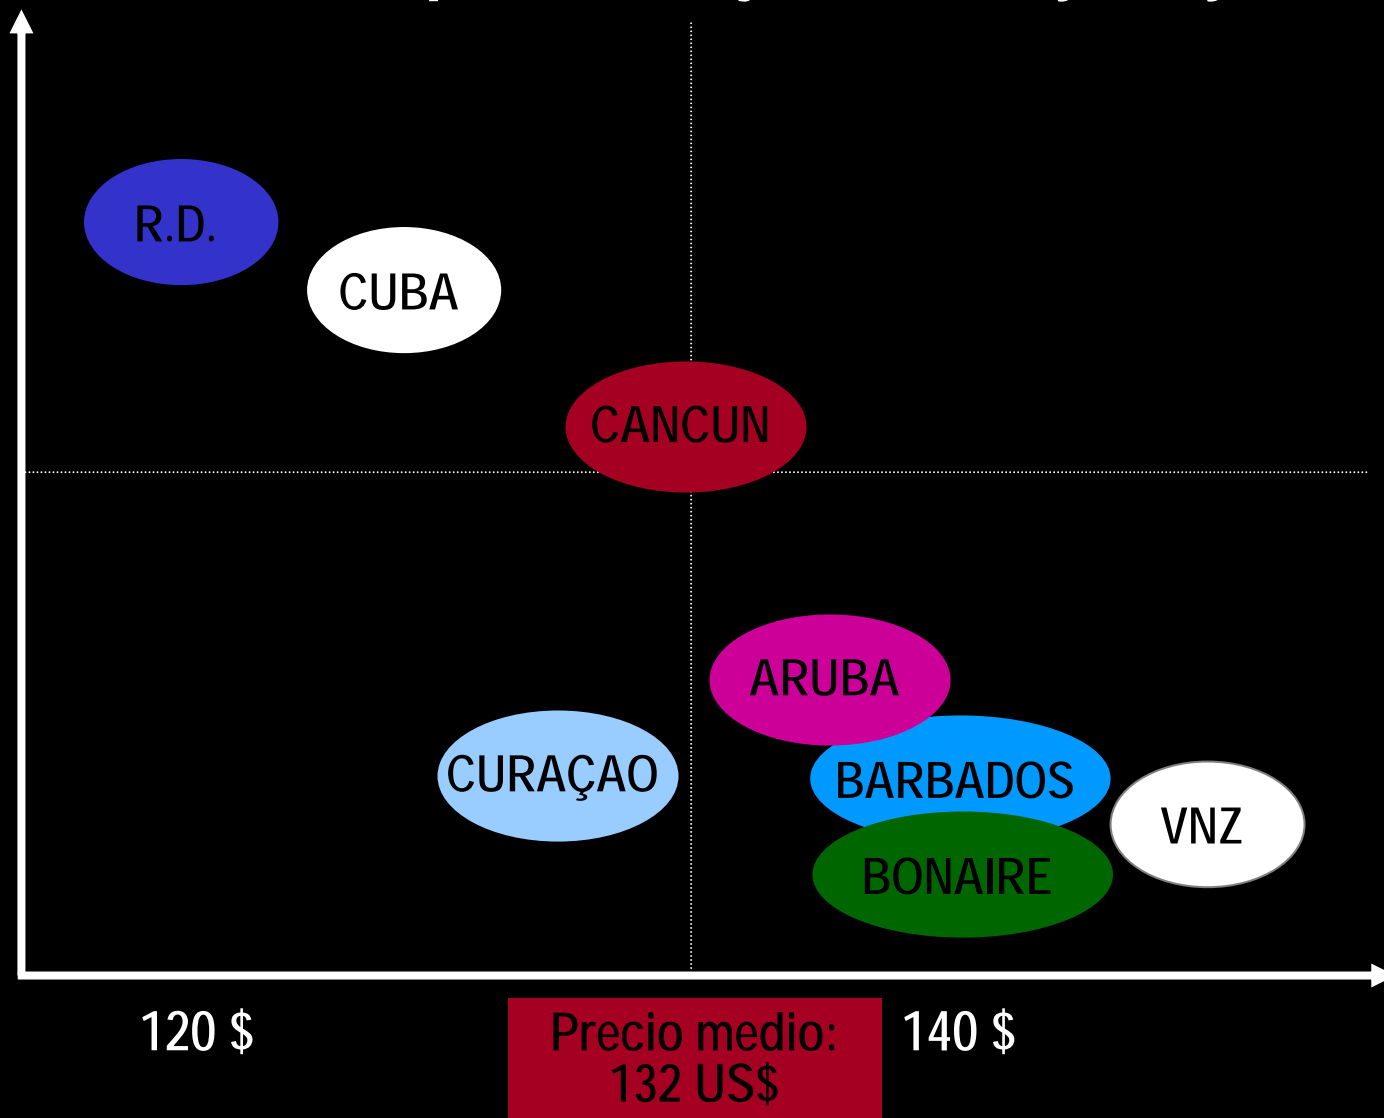 R.D.
CUBA
CANCUN
ARUBA
CURAÇAO
BARBADOS
VNZ
BONAIRE
120 $
Precio medio:
132 US$
140 $